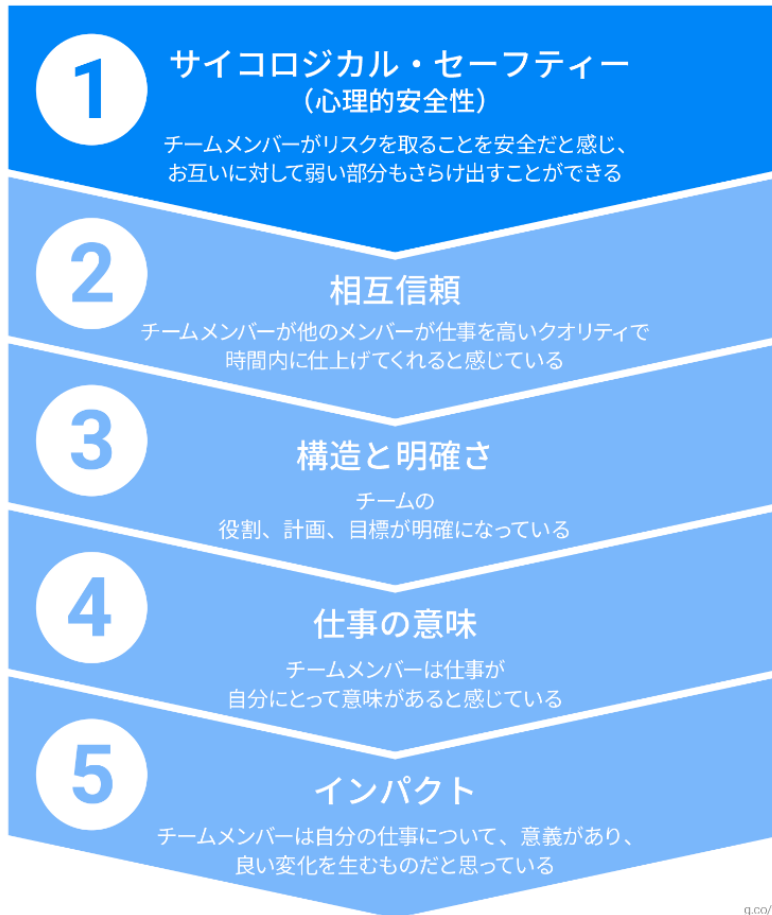 1
サイコロジカル・セーフティー
（心理的安全性）
チームメンバーがリスクを取ることを安全だと感じ、
お互いに対して弱い部分もさらけ出すことができる
2
相互信頼
チームメンバーが他のメンバーが仕事を高いクオリティで
時間内に仕上げてくれると感じている
3
構造と明確さ
チームの
役割、計画、目標が明確になっている
4
仕事の意味
チームメンバーは仕事が
自分にとって意味があると感じている
5
インパクト
チームメンバーは自分の仕事について、意義があり、
良い変化を生むものだと思っている
g.co/